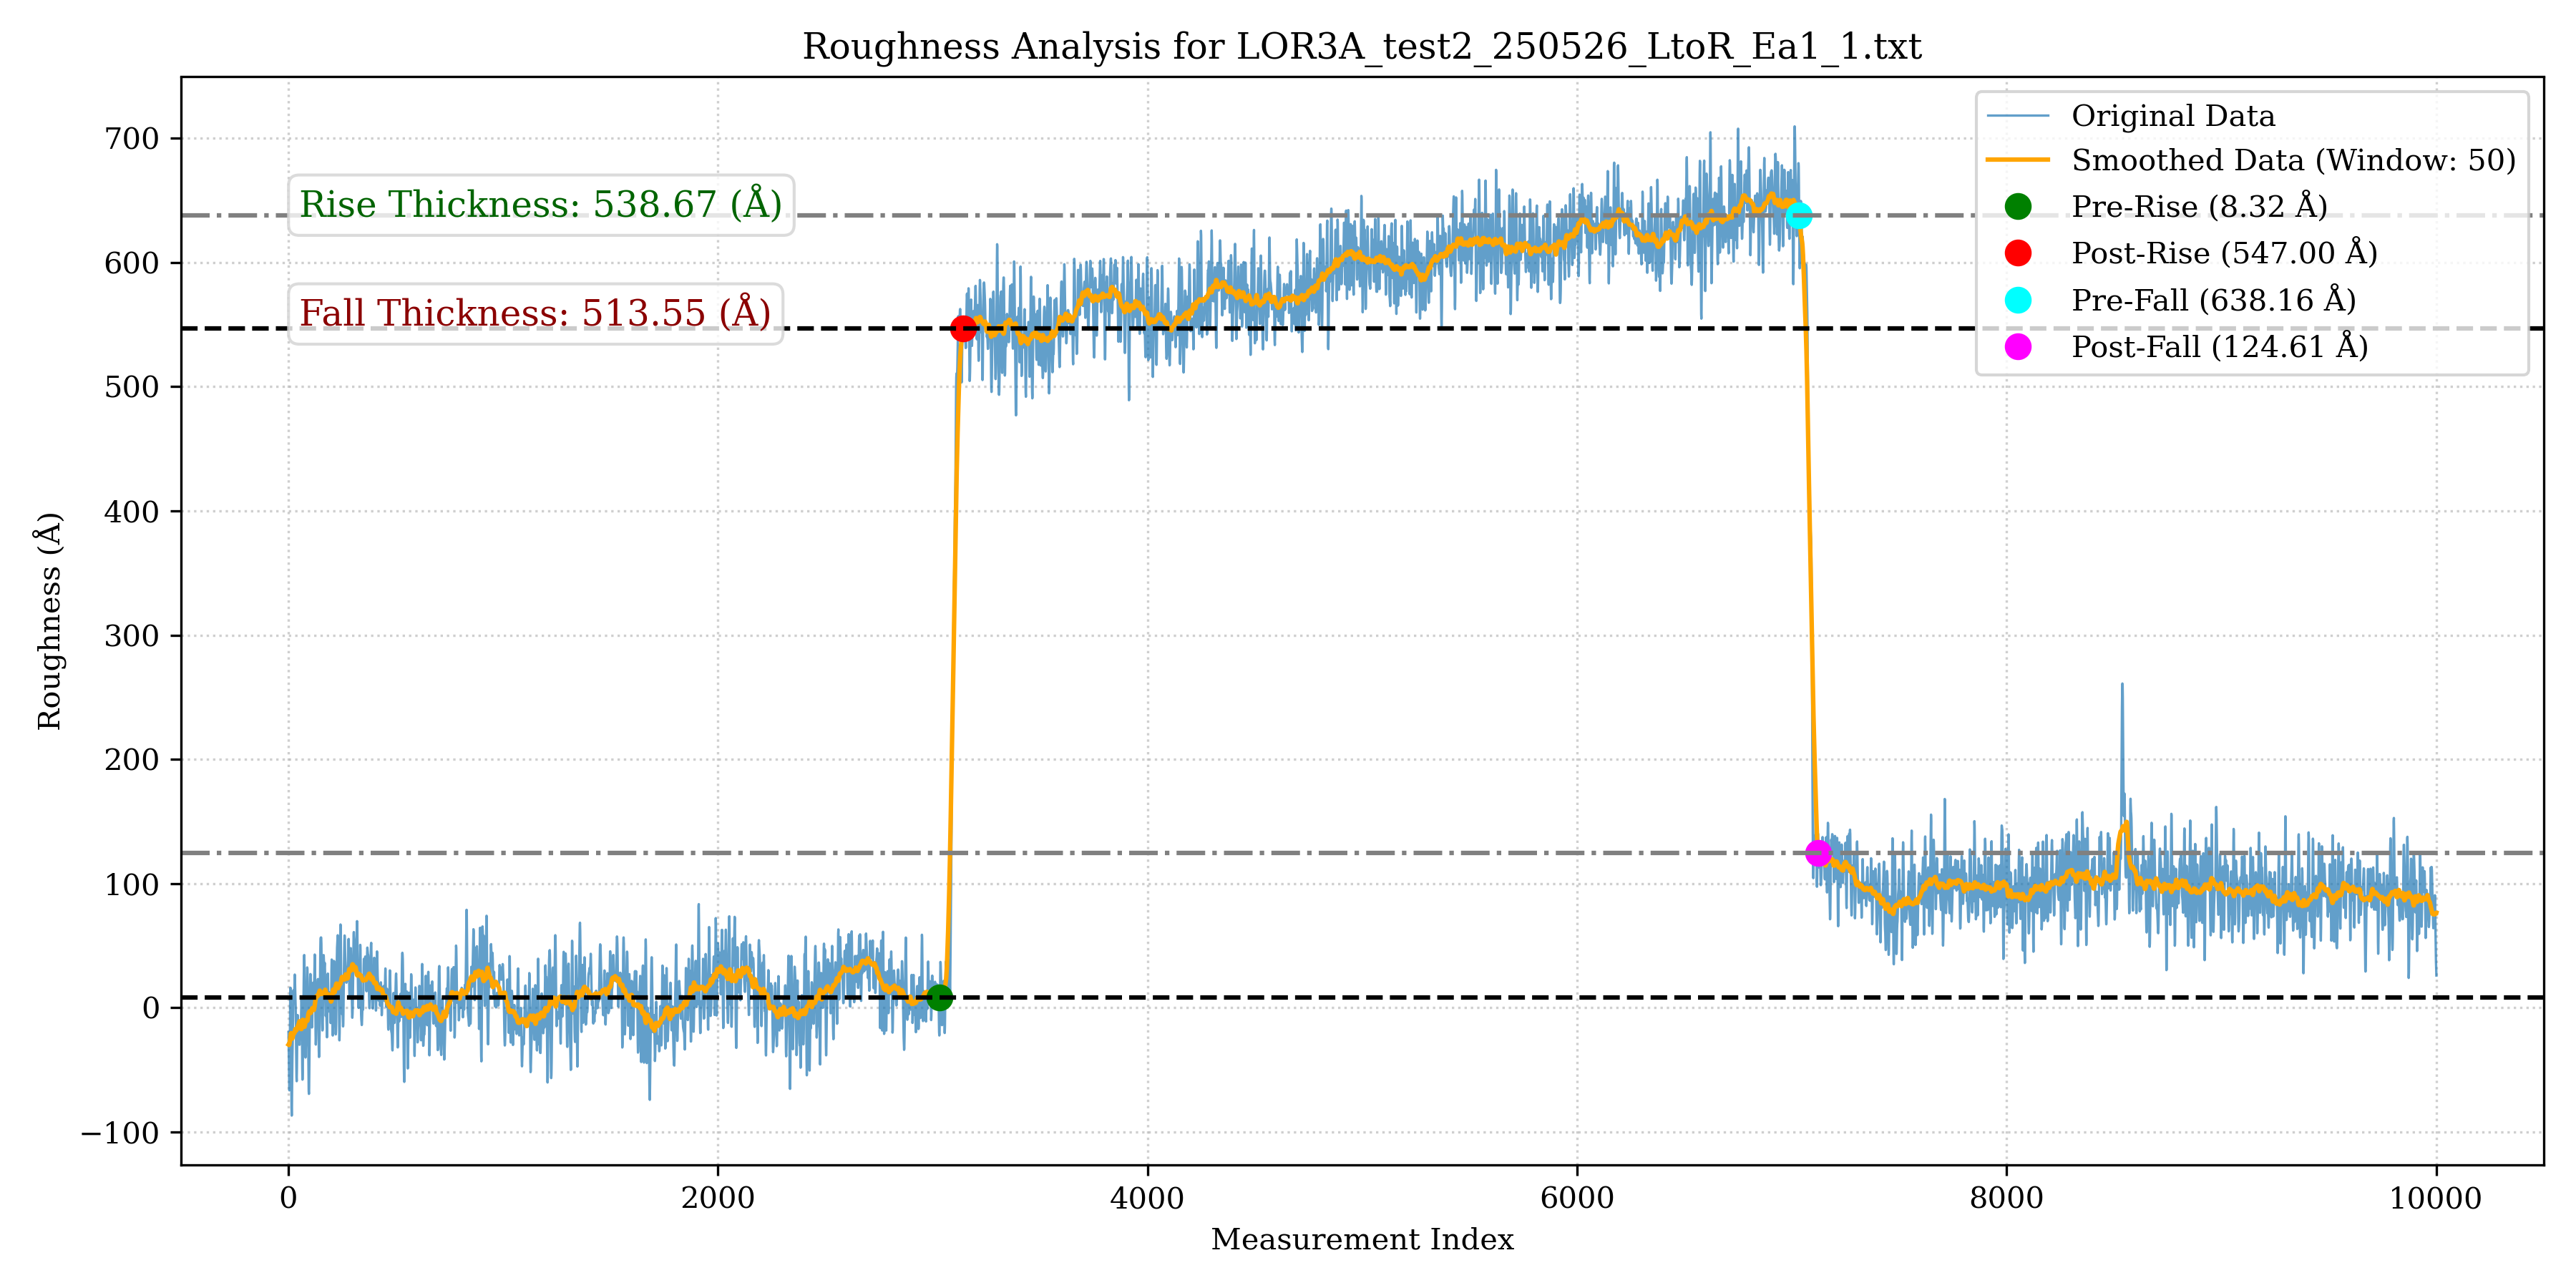 Roughness Analysis for LOR3A_test2_250526_LtoR_Ea1_1.txt
Original Data
Smoothed Data (Window: 50)
Pre-Rise (8.32 Å)
Post-Rise (547.00 Å)
Pre-Fall (638.16 Å)
Post-Fall (124.61 Å)
Rise Thickness: 538.67 (Å)
Fall Thickness: 513.55 (Å)
Roughness (Å)
700
600
500
400
300
200
100
0
−100
0
2000
4000
6000
8000
10000
Measurement Index